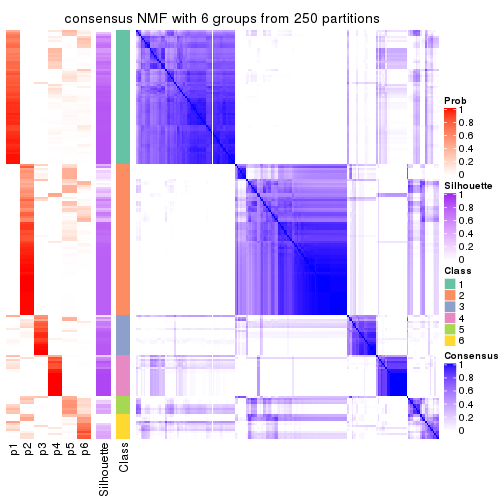 consensus NMF with 6 groups from 250 partitions
Prob
1
0.8
0.6
0.4
0.2
0
Silhouette
1
0.8
0.6
0.4
0.2
0
Class
1
2
3
4
5
6
Consensus
1
0.8
0.6
0.4
0.2
0
p1
p2
p3
p4
p5
p6
Silhouette
Class